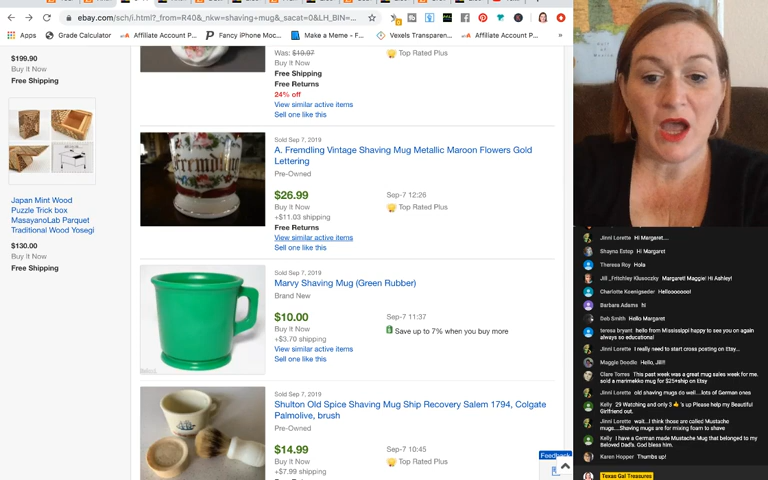 ebay.com/sch/i.html?_from=R40&_nkw=shaving+mug&_sacat=0&LH_BIN=...
Apps
Grade Calculator
Affiliate Account P...
Fancy iPhone Moc...
Make a Meme - F...
Vexels Transparen...
Affiliate Account P...
»
$199.90
Buy It Now
Free Shipping
Japan Mint Wood
Puzzle Trick box
MasayanoLab Parquet
Traditional Wood Yosegi
$130.00
Buy It Now
Free Shipping
Was: $19.97
Buy It Now
Free Shipping
Free Returns
24% off
View similar active items
Sell one like this
Top Rated Plus
Fremdling
Sold Sep 7, 2019
A. Fremdling Vintage Shaving Mug Metallic Maroon Flowers Gold
Lettering
Pre-Owned
$26.99
Buy It Now
+$11.03 shipping
Free Returns
View similar active items
Sell one like this
Sep-7 12:26
Top Rated Plus
Sold Sep 7, 2019
Marvy Shaving Mug (Green Rubber)
Brand New
$10.00
Buy It Now
+$3.70 shipping
View similar active items
Sell one like this
Sep-7 11:37
Save up to 7% when you buy more
Sold Sep 7, 2019
Shulton Old Spice Shaving Mug Ship Recovery Salem 1794, Colgate
Palmolive, brush
Pre-Owned
$14.99
Buy It Now
+$7.99 shipping
Sep-7 10:45
Top Rated Plus
Feedback
Jinni Lorette Hi Margaret....
Shayna Estep Hi Margaret
Theresa Roy Hola
Jill _Fritchley Klusoczky Margaret! Maggie! Hi Ashley!
Charlotte Koenigseder Hellooooooo!
Barbara Adams hi
Deb Smith Hello Margaret
teresa bryant hello from Mississippi happy to see you on again
always so educational!
Jinni Lorette I really need to start cross posting on Etsy...
Maggie Doodle Hello, Jill!!
Clare Torres This past week was a great mug sales week for me.
sold a marimekko mug for $25+ship on Etsy
Jinni Lorette old shaving mugs do well....lots of German ones
Kelly 29 Watching and only 3 👍's up Please help my Beautiful
Girlfriend out.
Jinni Lorette wait...I think those are called Mustache
mugs....Shaving mugs are for mixing foam to shave
Kelly I have a German made Mustache Mug that belonged to my
beloved Dad's. God bless him.
Karen Hopper Thumbs up!
Texas Gal Treasures